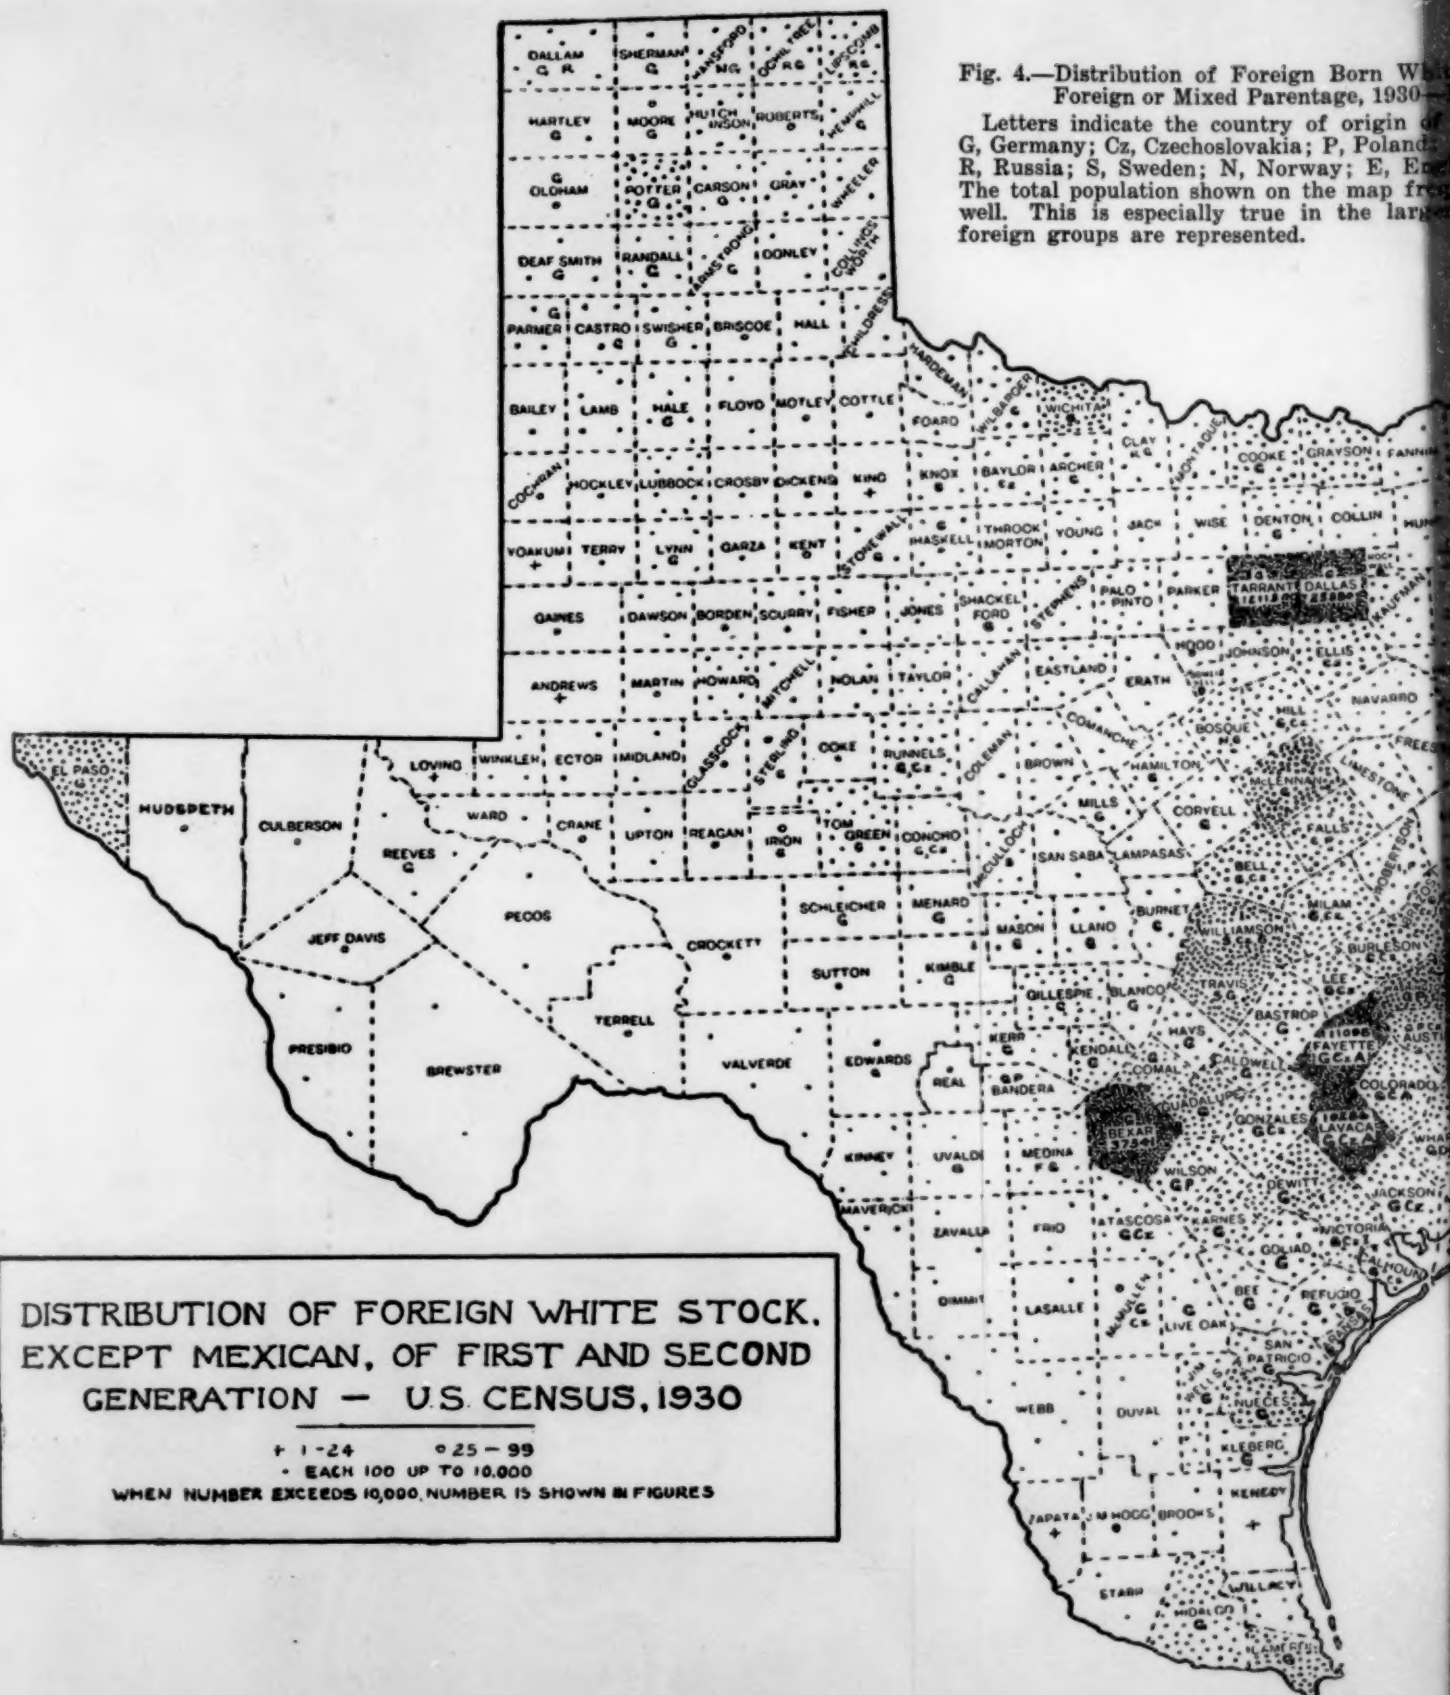 Fig. 4.—Distribution of Foreign Born
Foreign or Mixed Parentage, 1930—
Letters indicate the country of origin
G, Germany; Cz, Czechoslovakia; P, Poland;
R, Russia; S, Sweden; N, Norway; E,
The total population shown on the map
well. This is especially true in the
foreign groups are represented.
DALLAM SHERMAN HANSFORD OCHILTREE LIPSCOMB
G R G NG RG RG
HARTLEY MOORE HUTCHINSON ROBERTS HEMPHILL
G G G
G
OLDHAM POTTER CARSON GRAY WHEELER
G G
DEAF SMITH RANDALL ARMSTRONG DONLEY COLLINGSWORTH
G G G
G
PARMER CASTRO SWISHER BRISCOE HALL CHILDRESS
G G
HARDEMAN
BAILEY LAMB HALE FLOYD MOTLEY COTTLE FOARD WILBARGER WICHITA
G G
CLAY MONTAGUE COOKE GRAYSON
COCHRAN HOCKLEY LUBBOCK CROSBY DICKENS KING KNOX BAYLOR ARCHER
G Cz G
YOAKUM TERRY LYNN GARZA KENT STONEWALL HASKELL THROCKMORTON YOUNG JACK WISE DENTON COLLIN
G G G G
GAINES DAWSON BORDEN SCURRY FISHER JONES SHACKELFORD STEPHENS PALO PINTO PARKER TARRANT DALLAS KAUFMAN
ANDREWS MARTIN HOWARD MITCHELL NOLAN TAYLOR CALLAHAN EASTLAND ERATH HOOD JOHNSON ELLIS
LOVING WINKLER ECTOR MIDLAND GLASSCOCK STERLING COKE RUNNELS COLEMAN BROWN COMANCHE HAMILTON BOSQUE HILL NAVARRO
EL PASO HUDSPETH CULBERSON REEVES WARD CRANE UPTON REAGAN IRION TOM GREEN CONCHO McCULLOCH SAN SABA MILLS LAMPASAS CORYELL McLENNAN LIMESTONE FALLS ROBERTSON
JEFF DAVIS PECOS CROCKETT SCHLEICHER MENARD MASON LLANO BURNET BELL MILAM
SUTTON KIMBLE GILLESPIE BLANCO WILLIAMSON TRAVIS LEE BURLESON BASTROP
PRESIDIO BREWSTER TERRELL VALVERDE EDWARDS REAL KERR BANDERA KENDALL COMAL HAYS CALDWELL FAYETTE COLORADO
KINNEY UVALDE MEDINA BEXAR GUADALUPE GONZALES LAVACA
37541
MAVERICK ZAVALLA FRIO ATASCOSA WILSON KARNES DEWITT VICTORIA JACKSON
DIMMIT LASALLE McMULLEN LIVE OAK BEE GOLIAD REFUGIO CALHOUN
WEBB DUVAL JIM WELLS SAN PATRICIO NUECES ARANSAS
KLEBERG
G
ZAPATA JIM HOGG BROOKS KENEDY
STARR HIDALGO WILLACY
G
CAMERON
G
DISTRIBUTION OF FOREIGN WHITE STOCK.
EXCEPT MEXICAN, OF FIRST AND SECOND
GENERATION — U.S. CENSUS, 1930
+ 1-24 o 25-99
• EACH 100 UP TO 10,000
WHEN NUMBER EXCEEDS 10,000, NUMBER IS SHOWN IN FIGURES